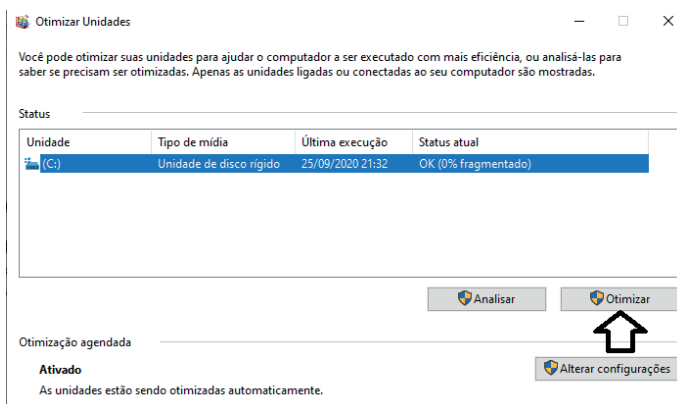 Otimizar Unidades
Você pode otimizar suas unidades para ajudar o computador a ser executado com mais eficiência, ou analisá-las para
saber se precisam ser otimizadas. Apenas as unidades ligadas ou conectadas ao seu computador são mostradas.
Status
Unidade Tipo de mídia Última execução Status atual
(C:) Unidade de disco rígido 25/09/2020 21:32 OK (0% fragmentado)
Analisar Otimizar
Otimização agendada
Ativado Alterar configurações
As unidades estão sendo otimizadas automaticamente.